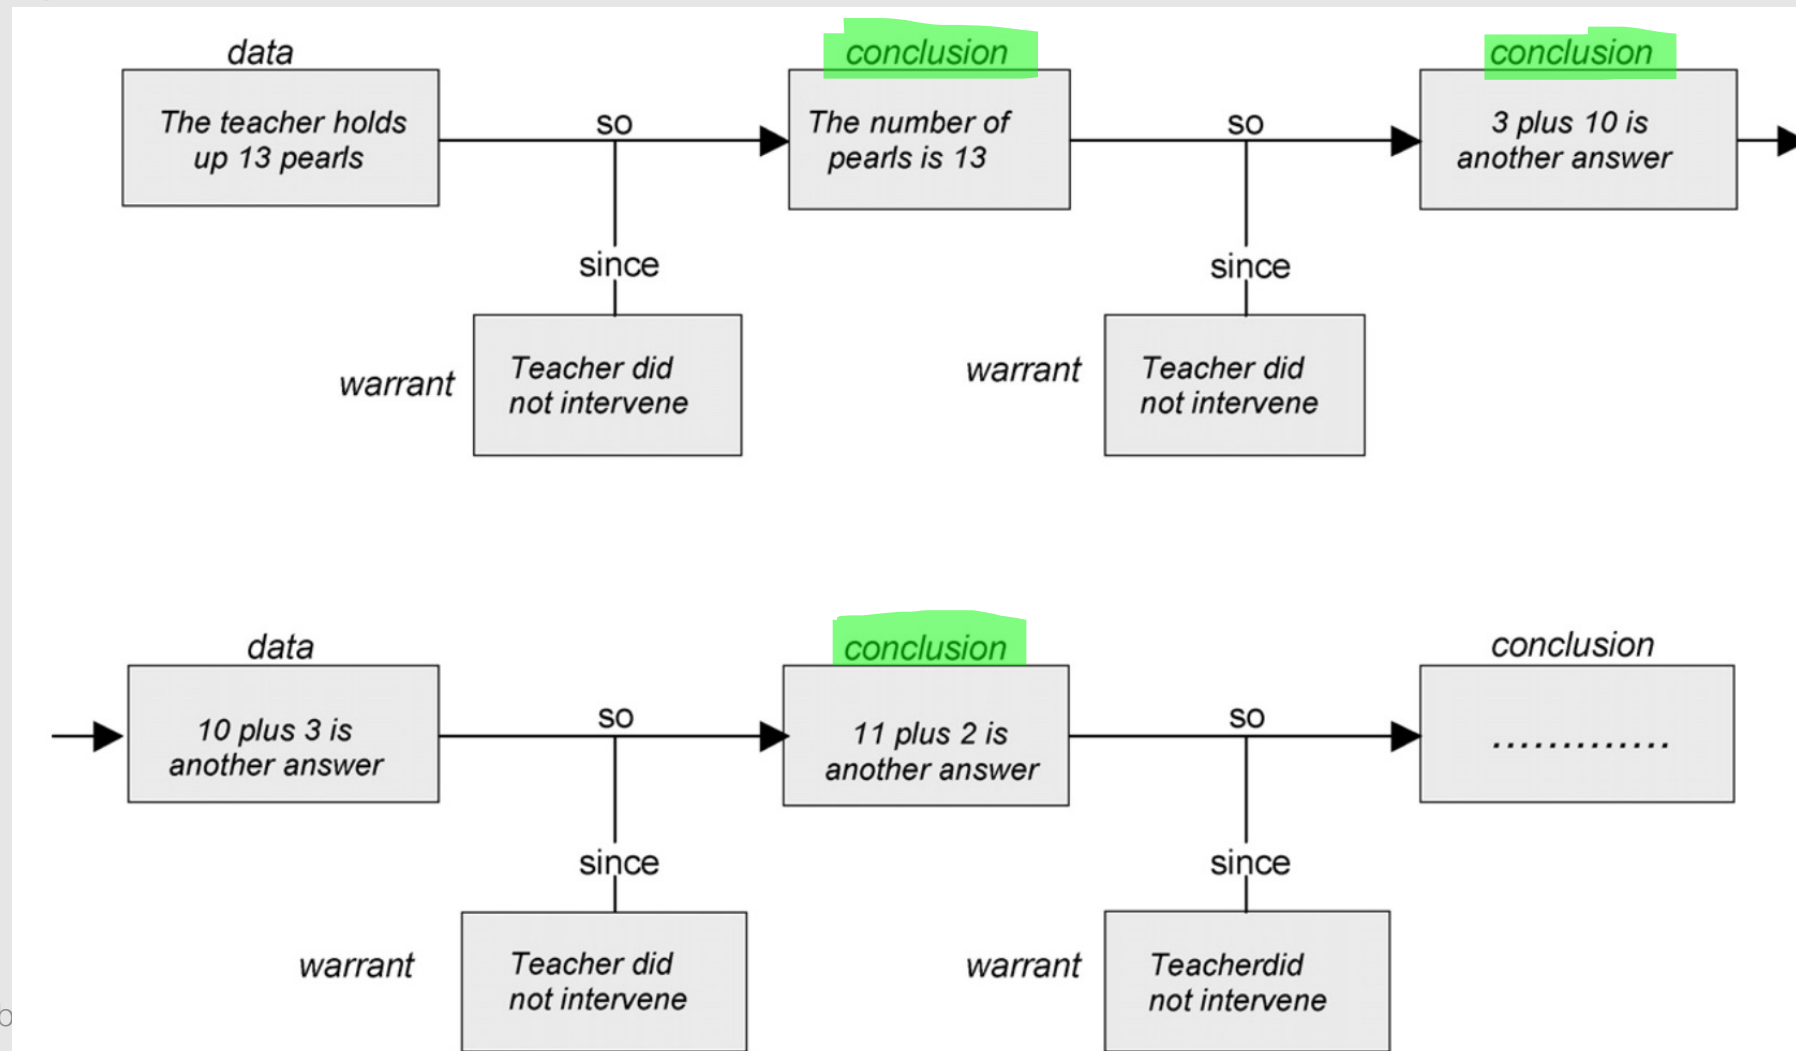 data
conclusion
conclusion
The teacher holds
up 13 pearls
so
The number of
pearls is 13
so
3 plus 10 is
another answer
since
since
warrant
Teacher did
not intervene
warrant
Teacher did
not intervene
data
conclusion
conclusion
10 plus 3 is
another answer
so
11 plus 2 is
another answer
so
.............
since
since
warrant
Teacher did
not intervene
warrant
Teacherdid
not intervene